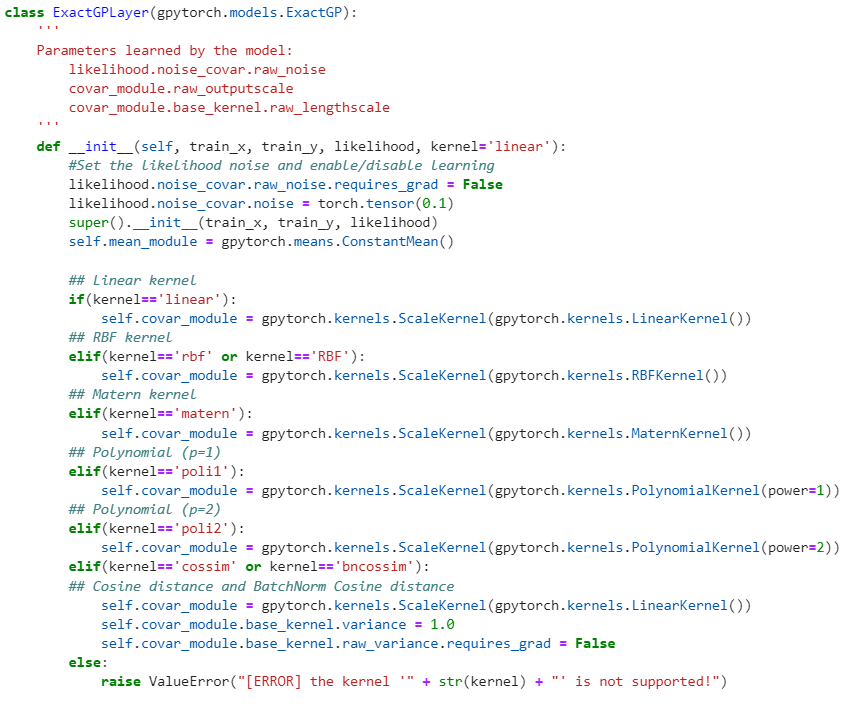 class ExactGPLayer(gpytorch.models.ExactGP):
    '''
    Parameters learned by the model:
        likelihood.noise_covar.raw_noise
        covar_module.raw_outputscale
        covar_module.base_kernel.raw_lengthscale
    '''
    def __init__(self, train_x, train_y, likelihood, kernel='linear'):
        #Set the likelihood noise and enable/disable learning
        likelihood.noise_covar.raw_noise.requires_grad = False
        likelihood.noise_covar.noise = torch.tensor(0.1)
        super().__init__(train_x, train_y, likelihood)
        self.mean_module = gpytorch.means.ConstantMean()

        ## Linear kernel
        if(kernel=='linear'):
            self.covar_module = gpytorch.kernels.ScaleKernel(gpytorch.kernels.LinearKernel())
        ## RBF kernel
        elif(kernel=='rbf' or kernel=='RBF'):
            self.covar_module = gpytorch.kernels.ScaleKernel(gpytorch.kernels.RBFKernel())
        ## Matern kernel
        elif(kernel=='matern'):
            self.covar_module = gpytorch.kernels.ScaleKernel(gpytorch.kernels.MaternKernel())
        ## Polynomial (p=1)
        elif(kernel=='poli1'):
            self.covar_module = gpytorch.kernels.ScaleKernel(gpytorch.kernels.PolynomialKernel(power=1))
        ## Polynomial (p=2)
        elif(kernel=='poli2'):
            self.covar_module = gpytorch.kernels.ScaleKernel(gpytorch.kernels.PolynomialKernel(power=2))
        elif(kernel=='cossim' or kernel=='bncossim'):
        ## Cosine distance and BatchNorm Cosine distance
            self.covar_module = gpytorch.kernels.ScaleKernel(gpytorch.kernels.LinearKernel())
            self.covar_module.base_kernel.variance = 1.0
            self.covar_module.base_kernel.raw_variance.requires_grad = False
        else:
            raise ValueError("[ERROR] the kernel '" + str(kernel) + "' is not supported!")